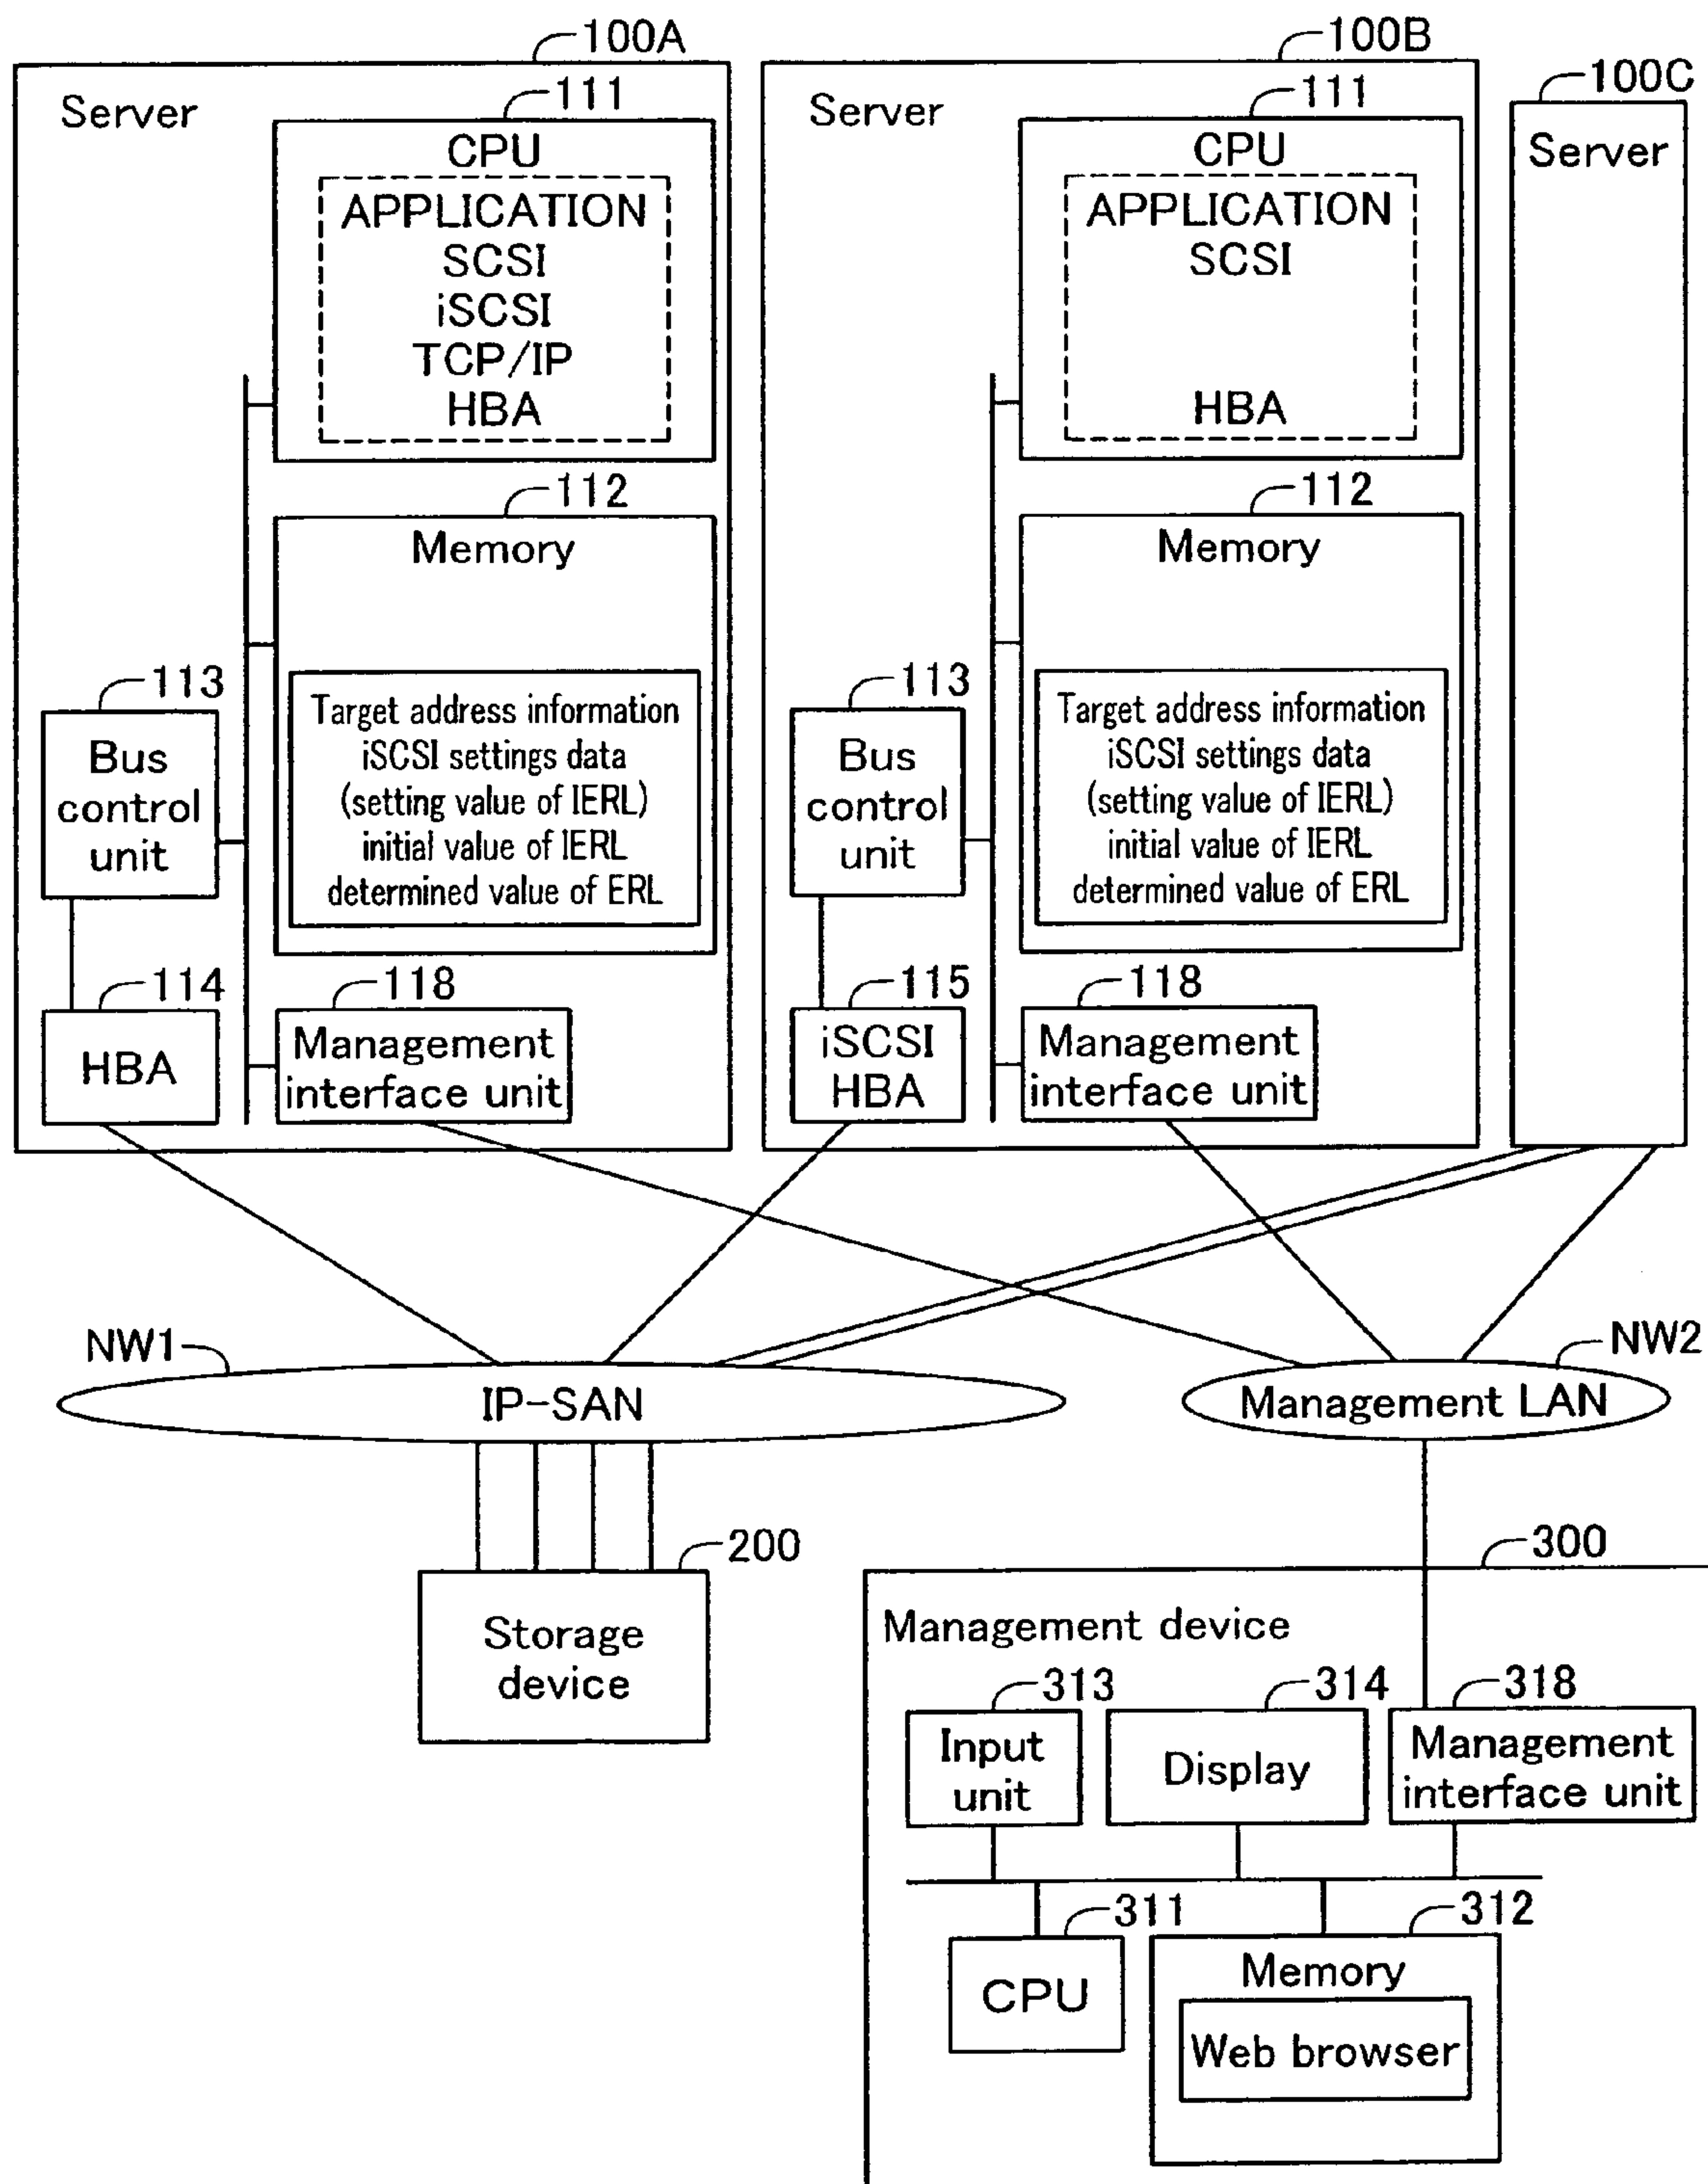 100A
Server
111
CPU
APPLICATION
SCSI
iSCSI
TCP/IP
HBA
112
Memory
Target address information
iSCSI settings data
(setting value of IERL)
initial value of IERL
determined value of ERL
113
Bus
control
unit
114
HBA
118
Management
interface unit
100B
Server
111
CPU
APPLICATION
SCSI
HBA
112
Memory
Target address information
iSCSI settings data
(setting value of IERL)
initial value of IERL
determined value of ERL
113
Bus
control
unit
115
iSCSI
HBA
118
Management
interface unit
100C
Server
NW1
IP-SAN
NW2
Management LAN
200
Storage
device
300
Management device
313
Input
unit
314
Display
318
Management
interface unit
311
CPU
312
Memory
Web browser